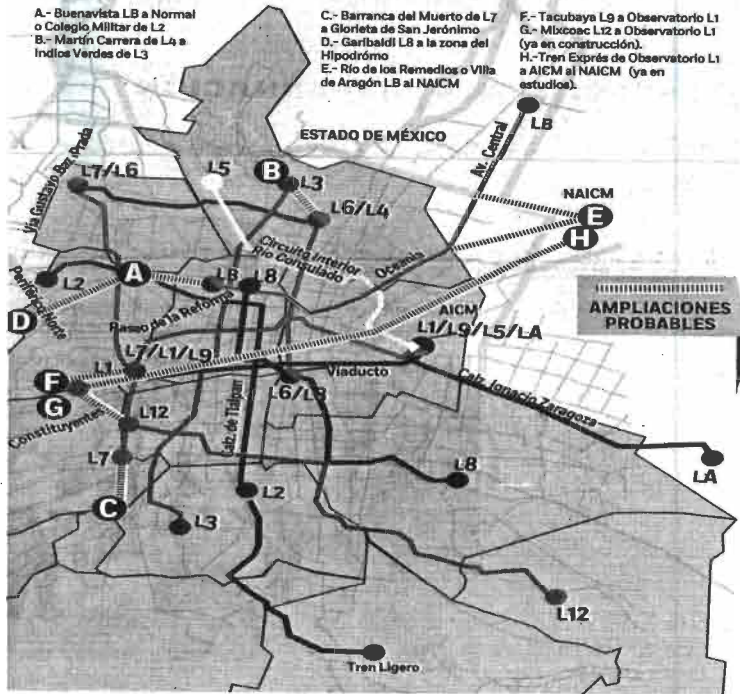 A.- Buenavista LB a Normal
o Colegio Militar de L2
B.- Martín Carrera de L4 a
Indios Verdes de L3
C.- Barranca del Muerto de L7
a Glorieta de San Jerónimo
D.- Garibaldi L8 a la zona del
Hipodrómo
E.- Río de los Remedios o Villa
de Aragón LB al NAICM
F.- Tacubaya L9 a Observatorio L1
G.- Mixcoac L12 a Observatorio L1
(ya en construcción).
H.-Tren Exprés de Observatorio L1
a AICM al NAICM (ya en
estudios).
ESTADO DE MÉXICO
LB
Av. Central
Vía Gustavo Baz Prada
L7/L6
L5
B
L3
L6/L4
NAICM
E
H
Circuito Interior
Río Consulado
Oceanía
Periférico Norte
L2
A
LB
L8
D
Paseo de la Reforma
AICM
L1/L9/L5/LA
AMPLIACIONES
PROBABLES
L7/L1/L9
L1
F
G
Viaducto
Constituyentes
L12
Calz. de Tlalpan
Calz. Ignacio Zaragoza
L7
L8
LA
C
L3
L2
L12
Tren Ligero